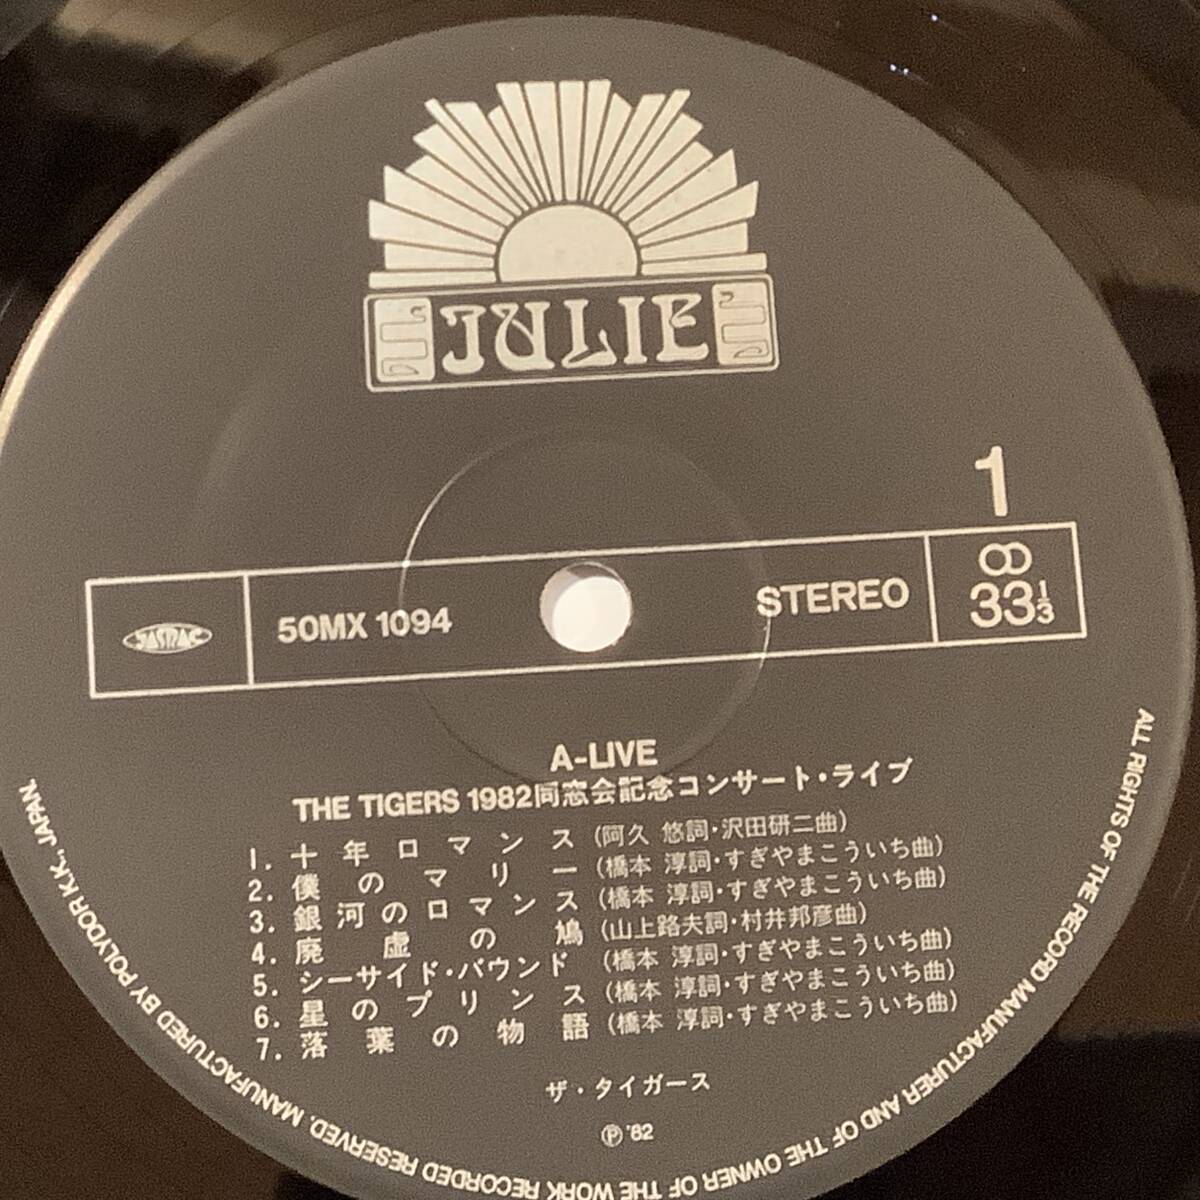 JULIE
1
JASRAC
50MX 1094
STEREO
33⅓
A-LIVE
THE TIGERS 1982同窓会記念コンサート・ライブ
1. 十年ロマンス (阿久 悠詞・沢田研二曲)
2. 僕のマリー (橋本 淳詞・すぎやまこういち曲)
3. 銀河のロマンス (橋本 淳詞・すぎやまこういち曲)
4. 廃虚の鳩 (山上路夫詞・村井邦彦曲)
5. シーサイド・バウンド (橋本 淳詞・すぎやまこういち曲)
6. 星のプリンス (橋本 淳詞・すぎやまこういち曲)
7. 落葉の物語 (橋本 淳詞・すぎやまこういち曲)
ザ・タイガース
Ⓟ '82
ALL RIGHTS OF THE RECORD MANUFACTURER AND OF THE OWNER OF THE WORK RECORDED RESERVED. MANUFACTURED BY POLYDOR K.K., JAPAN.